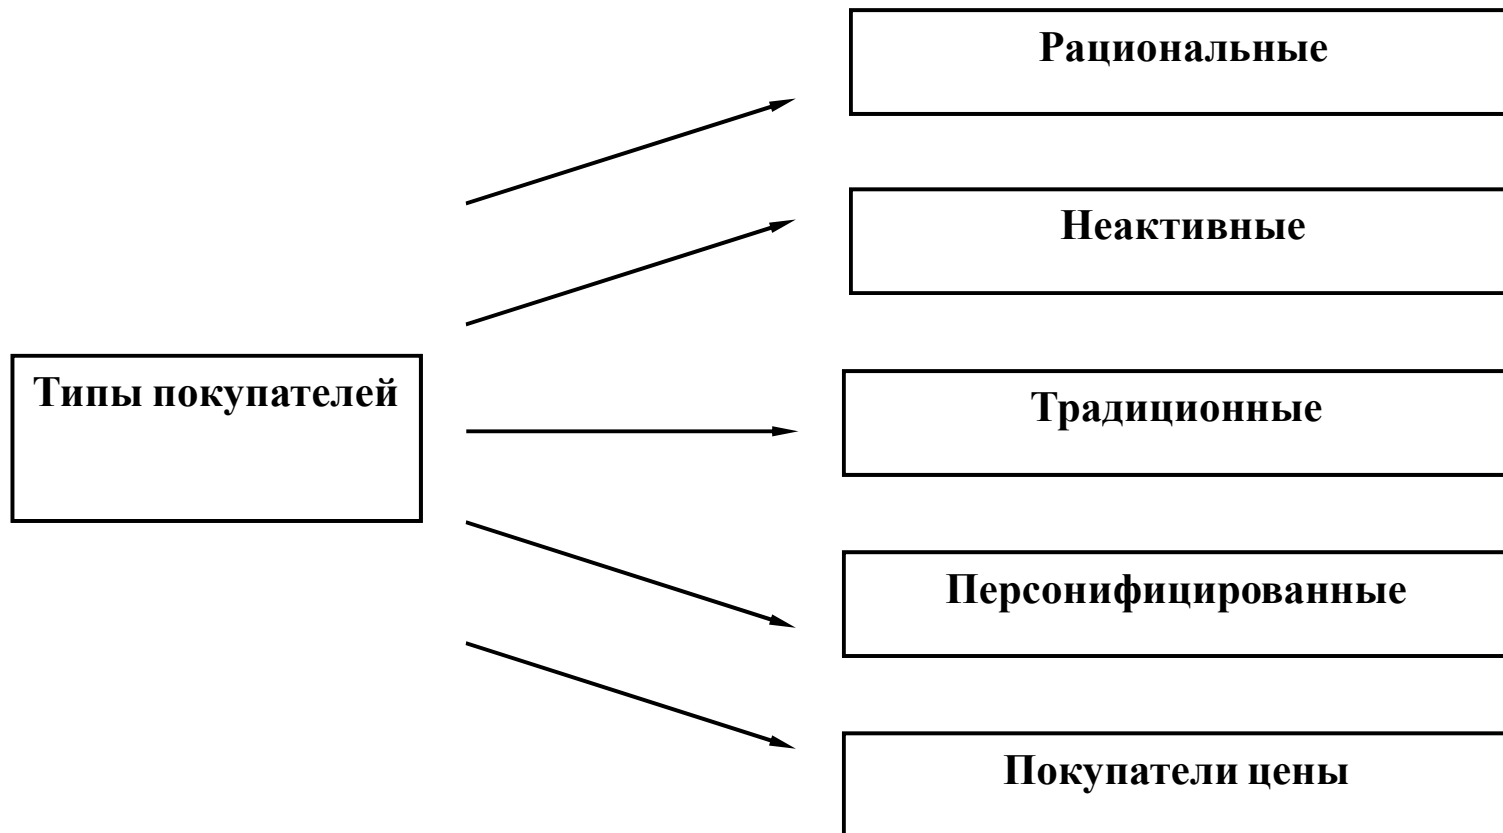 Рациональные
Неактивные
Типы покупателей
Традиционные
Персонифицированные
Покупатели цены